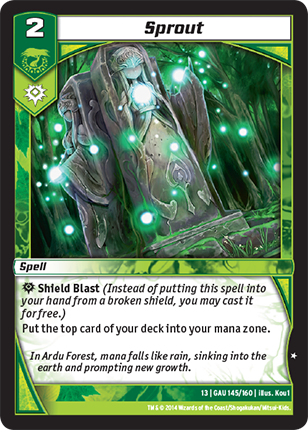 2
Sprout
Spell
Shield Blast (Instead of putting this spell into
your hand from a broken shield, you may cast it
for free.)
Put the top card of your deck into your mana zone.
In Ardu Forest, mana falls like rain, sinking into the
earth and prompting new growth.
13 | GAU 145/160 | illus. Kou1
TM & © 2014 Wizards of the Coast/Shogakukan/Mitsui-Kids.